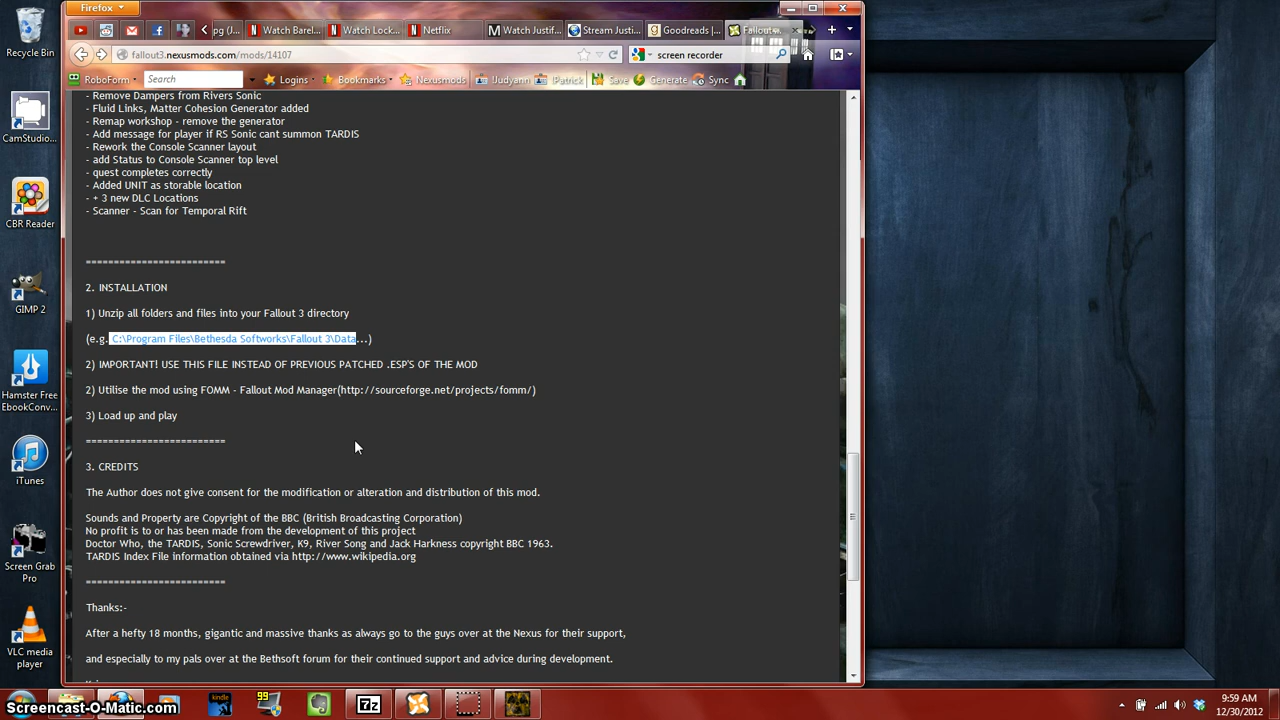 Firefox
pg (J...
Watch Barel...
Watch Lock...
Netflix
Watch Justif...
Stream Justi...
Goodreads |...
Fallout
fallout3.nexusmods.com/mods/14107
screen recorder
RoboForm
Search
Logins
Bookmarks
Nexusmods
Judyann
Patrick
Save
Generate
Sync
- Remove Dampers from Rivers Sonic
- Fluid Links, Matter Cohesion Generator added
- Remap workshop - remove the generator
- Add message for player if RS Sonic cant summon TARDIS
- Rework the Console Scanner layout
- add Status to Console Scanner top level
- quest completes correctly
- Added UNIT as storable location
- + 3 new DLC Locations
- Scanner - Scan for Temporal Rift
=========================
2. INSTALLATION
1) Unzip all folders and files into your Fallout 3 directory
(e.g. C:\Program Files\Bethesda Softworks\Fallout 3\Data...)
2) IMPORTANT! USE THIS FILE INSTEAD OF PREVIOUS PATCHED .ESP'S OF THE MOD
2) Utilise the mod using FOMM - Fallout Mod Manager(http://sourceforge.net/projects/fomm/)
3) Load up and play
=========================
3. CREDITS
The Author does not give consent for the modification or alteration and distribution of this mod.
Sounds and Property are Copyright of the BBC (British Broadcasting Corporation)
No profit is to or has been made from the development of this project
Doctor Who, the TARDIS, Sonic Screwdriver, K9, River Song and Jack Harkness copyright BBC 1963.
TARDIS Index File information obtained via http://www.wikipedia.org
=========================
Thanks:-
After a hefty 18 months, gigantic and massive thanks as always go to the guys over at the Nexus for their support,
and especially to my pals over at the Bethsoft forum for their continued support and advice during development.
Recycle Bin
CamStudio...
CBR Reader
GIMP 2
Hamster Free
EbookConv...
iTunes
Screen Grab
Pro
VLC media
player
kindle
99
7z
Screencast-O-Matic.com
9:59 AM
12/30/2012